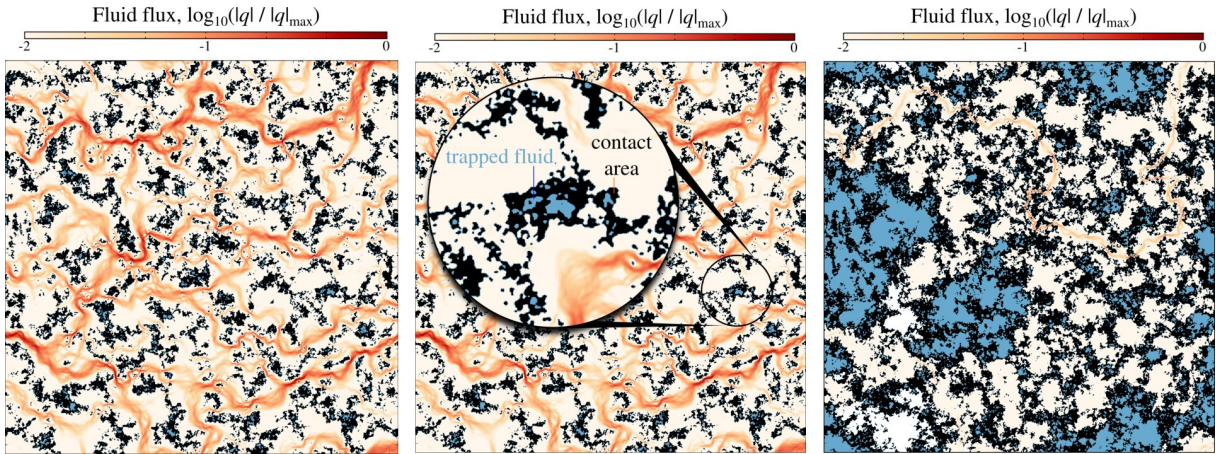 Fluid flux, log₁₀(|q| / |q|max)
-2 -1 0
Fluid flux, log₁₀(|q| / |q|max)
-2 -1 0
trapped fluid
contact
area
Fluid flux, log₁₀(|q| / |q|max)
-2 -1 0